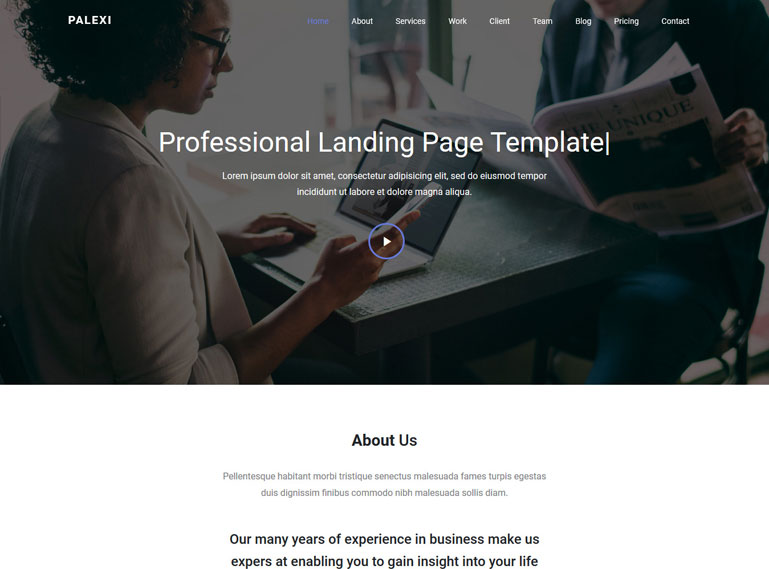 PALEXI
Home About Services Work Client Team Blog Pricing Contact
THE UNIQUE
Professional Landing Page Template|
Lorem ipsum dolor sit amet, consectetur adipisicing elit, sed do eiusmod tempor
incididunt ut labore et dolore magna aliqua.
About Us
Pellentesque habitant morbi tristique senectus malesuada fames turpis egestas
duis dignissim finibus commodo nibh malesuada sollis diam.
Our many years of experience in business make us
expers at enabling you to gain insight into your life